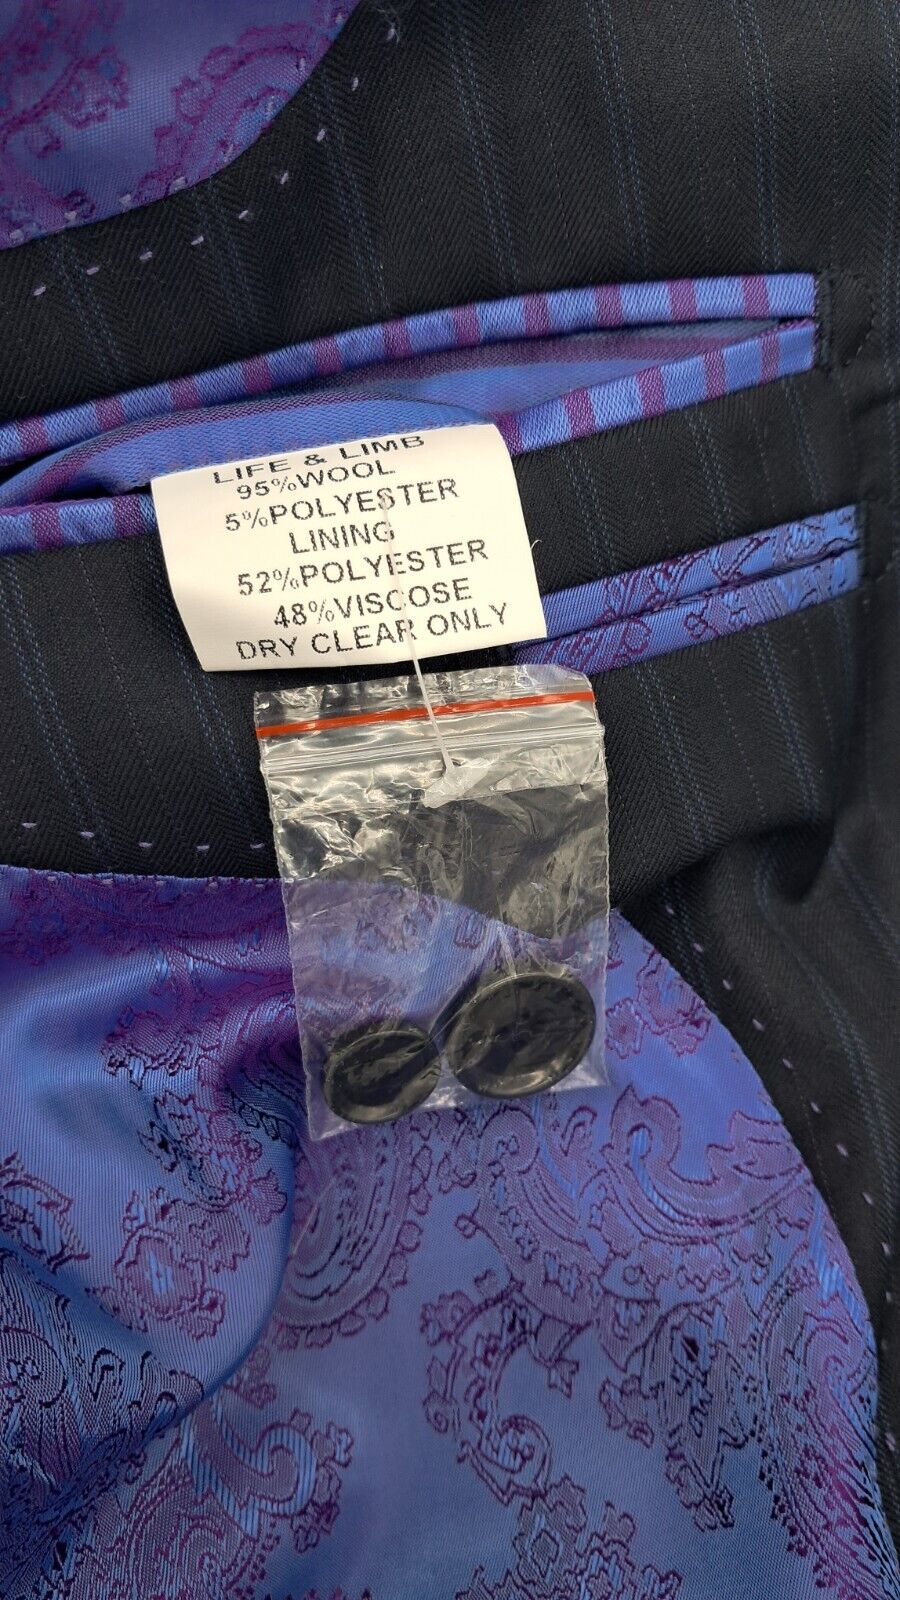 LIFE & LIMB
95%WOOL
5%POLYESTER
LINING
52%POLYESTER
48%VISCOSE
DRY CLEAR ONLY